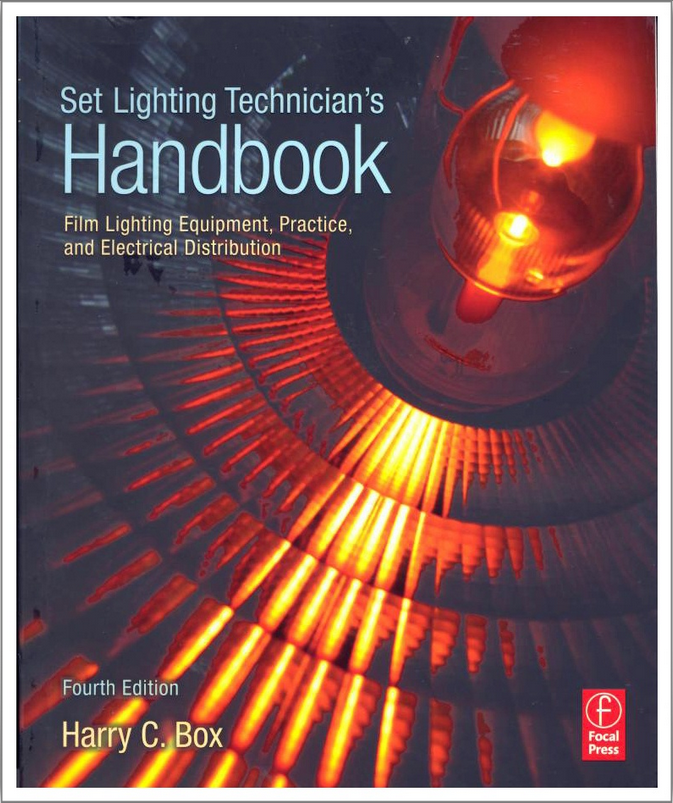 Set Lighting Technician's
Handbook
Film Lighting Equipment, Practice,
and Electrical Distribution
Fourth Edition
Harry C. Box
f
Focal
Press